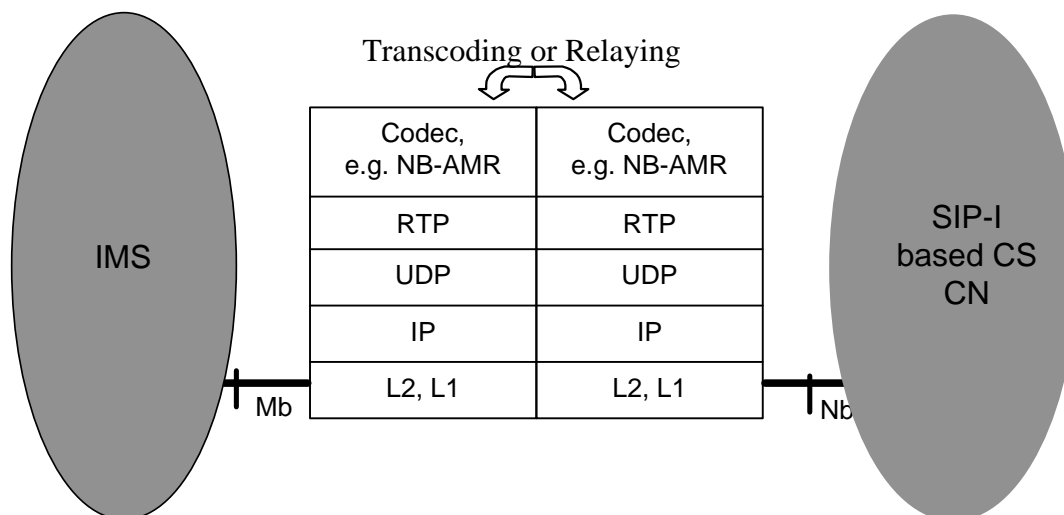 Transcoding or Relaying
Codec,
e.g. NB-AMR
Codec,
e.g. NB-AMR
RTP
RTP
UDP
UDP
IP
IP
L2, L1
L2, L1
IMS
SIP-I
based CS
CN
Mb
Nb